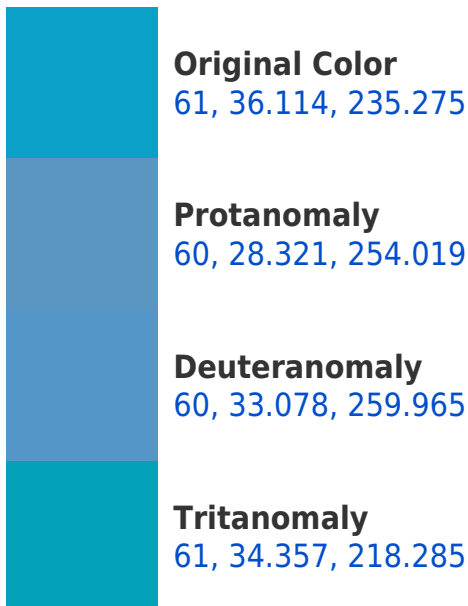 Original Color
61, 36.114, 235.275
Protanomaly
60, 28.321, 254.019
Deuteranomaly
60, 33.078, 259.965
Tritanomaly
61, 34.357, 218.285